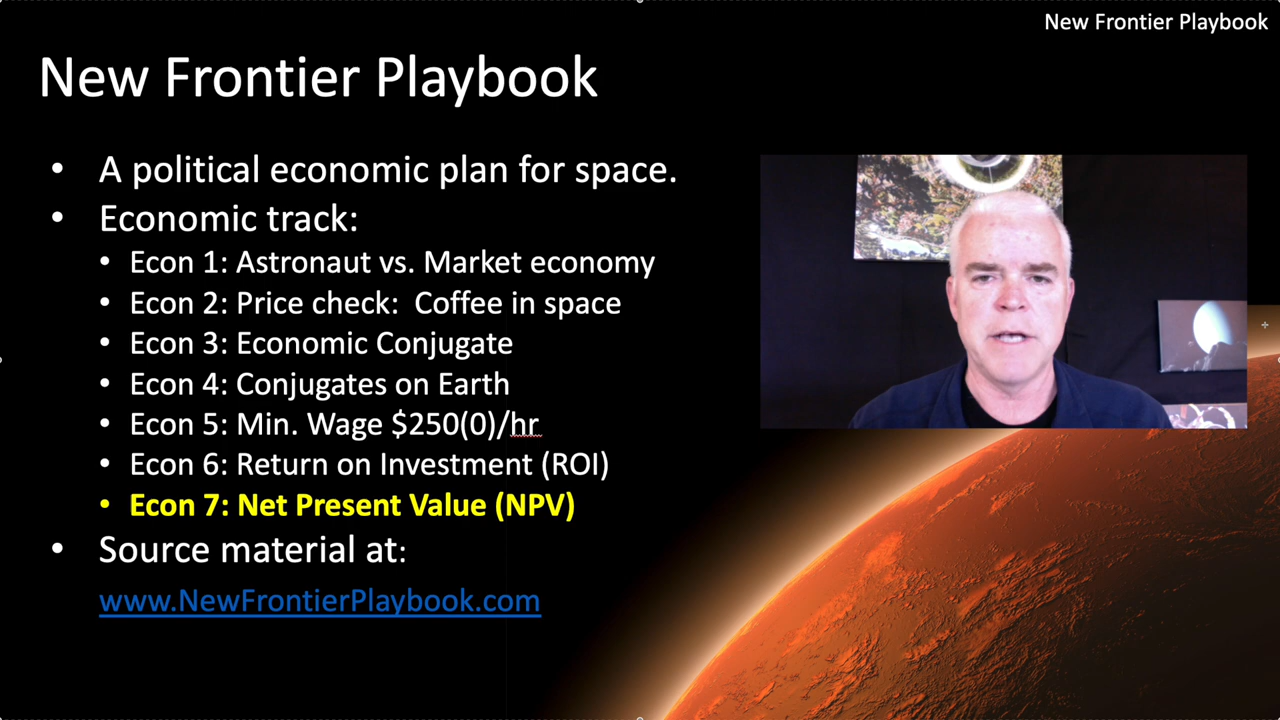 New Frontier Playbook
New Frontier Playbook
• A political economic plan for space.
• Economic track:
• Econ 1: Astronaut vs. Market economy
• Econ 2: Price check: Coffee in space
• Econ 3: Economic Conjugate
• Econ 4: Conjugates on Earth
• Econ 5: Min. Wage $250(0)/hr
• Econ 6: Return on Investment (ROI)
• Econ 7: Net Present Value (NPV)
• Source material at:
www.NewFrontierPlaybook.com